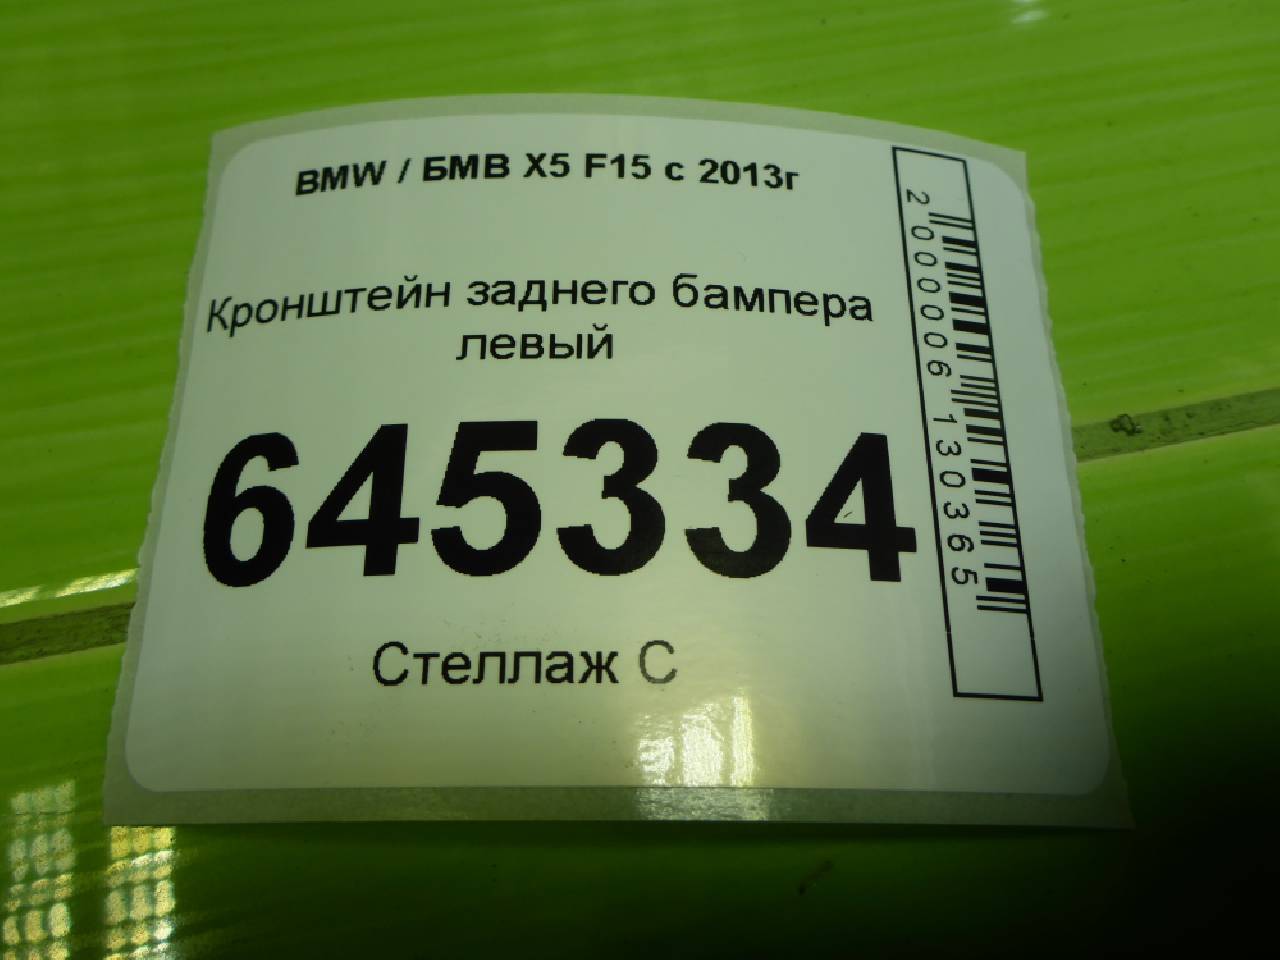 BMW / БМВ X5 F15 с 2013г
Кронштейн заднего бампера
левый
645334
Стеллаж С
2000006130365